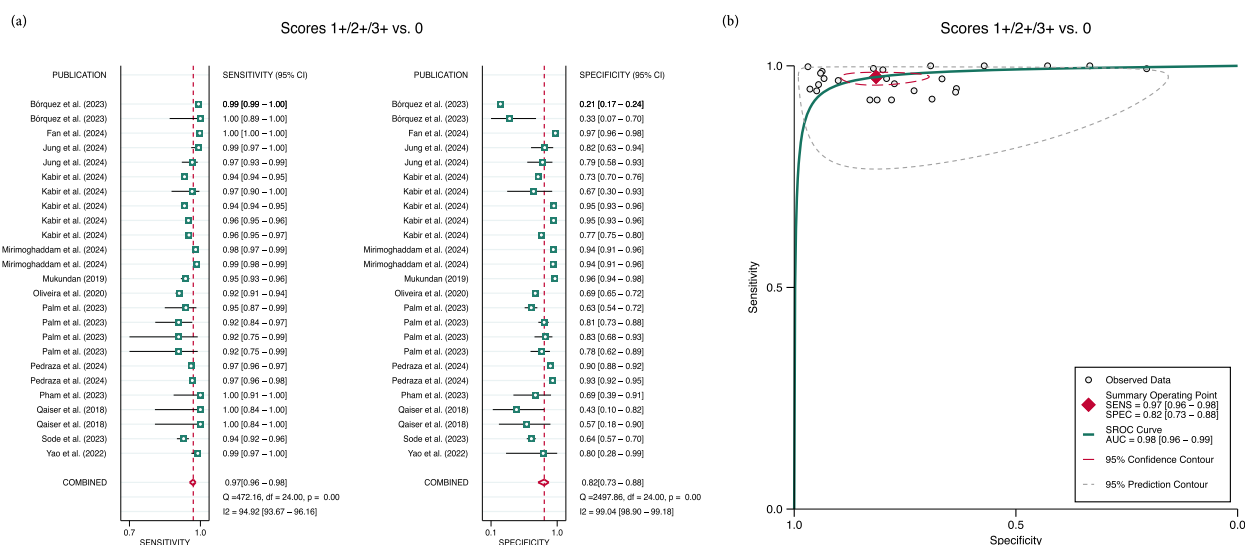 (a)
Scores 1+/2+/3+ vs. 0
PUBLICATION SENSITIVITY (95% CI)
Bórquez et al. (2023) 0.99 [0.99 – 1.00]
Bórquez et al. (2023) 1.00 [0.89 – 1.00]
Fan et al. (2024) 1.00 [1.00 – 1.00]
Jung et al. (2024) 0.99 [0.97 – 1.00]
Jung et al. (2024) 0.97 [0.93 – 0.99]
Kabir et al. (2024) 0.94 [0.94 – 0.95]
Kabir et al. (2024) 0.97 [0.90 – 1.00]
Kabir et al. (2024) 0.94 [0.94 – 0.95]
Kabir et al. (2024) 0.96 [0.95 – 0.96]
Kabir et al. (2024) 0.96 [0.95 – 0.97]
Mirimoghaddam et al. (2024) 0.98 [0.97 – 0.99]
Mirimoghaddam et al. (2024) 0.99 [0.98 – 0.99]
Mukundan (2019) 0.95 [0.93 – 0.96]
Oliveira et al. (2020) 0.92 [0.91 – 0.94]
Palm et al. (2023) 0.95 [0.87 – 0.99]
Palm et al. (2023) 0.92 [0.84 – 0.97]
Palm et al. (2023) 0.92 [0.75 – 0.99]
Palm et al. (2023) 0.92 [0.75 – 0.99]
Pedraza et al. (2024) 0.97 [0.96 – 0.97]
Pedraza et al. (2024) 0.97 [0.96 – 0.98]
Pham et al. (2023) 1.00 [0.91 – 1.00]
Qaiser et al. (2018) 1.00 [0.84 – 1.00]
Qaiser et al. (2018) 1.00 [0.84 – 1.00]
Sode et al. (2023) 0.94 [0.92 – 0.96]
Yao et al. (2022) 0.99 [0.97 – 1.00]
COMBINED 0.97[0.96 – 0.98]
Q =472.16, df = 24.00, p = 0.00
I2 = 94.92 [93.67 – 96.16]
0.7 1.0
SENSITIVITY
PUBLICATION SPECIFICITY (95% CI)
Bórquez et al. (2023) 0.21 [0.17 – 0.24]
Bórquez et al. (2023) 0.33 [0.07 – 0.70]
Fan et al. (2024) 0.97 [0.96 – 0.98]
Jung et al. (2024) 0.82 [0.63 – 0.94]
Jung et al. (2024) 0.79 [0.58 – 0.93]
Kabir et al. (2024) 0.73 [0.70 – 0.76]
Kabir et al. (2024) 0.67 [0.30 – 0.93]
Kabir et al. (2024) 0.95 [0.93 – 0.96]
Kabir et al. (2024) 0.95 [0.93 – 0.96]
Kabir et al. (2024) 0.77 [0.75 – 0.80]
Mirimoghaddam et al. (2024) 0.94 [0.91 – 0.96]
Mirimoghaddam et al. (2024) 0.94 [0.91 – 0.96]
Mukundan (2019) 0.96 [0.94 – 0.98]
Oliveira et al. (2020) 0.69 [0.65 – 0.72]
Palm et al. (2023) 0.63 [0.54 – 0.72]
Palm et al. (2023) 0.81 [0.73 – 0.88]
Palm et al. (2023) 0.83 [0.68 – 0.93]
Palm et al. (2023) 0.78 [0.62 – 0.89]
Pedraza et al. (2024) 0.90 [0.88 – 0.92]
Pedraza et al. (2024) 0.93 [0.92 – 0.95]
Pham et al. (2023) 0.69 [0.39 – 0.91]
Qaiser et al. (2018) 0.43 [0.10 – 0.82]
Qaiser et al. (2018) 0.57 [0.18 – 0.90]
Sode et al. (2023) 0.64 [0.57 – 0.70]
Yao et al. (2022) 0.80 [0.28 – 0.99]
COMBINED 0.82[0.73 – 0.88]
Q =2497.86, df = 24.00, p = 0.00
I2 = 99.04 [98.90 – 99.18]
0.1 1.0
SPECIFICITY
(b)
Scores 1+/2+/3+ vs. 0
1.0
0.5
0.0
Sensitivity
1.0 0.5 0.0
Specificity
Observed Data
Summary Operating Point
SENS = 0.97 [0.96 – 0.98]
SPEC = 0.82 [0.73 – 0.88]
SROC Curve
AUC = 0.98 [0.96 – 0.99]
95% Confidence Contour
95% Prediction Contour